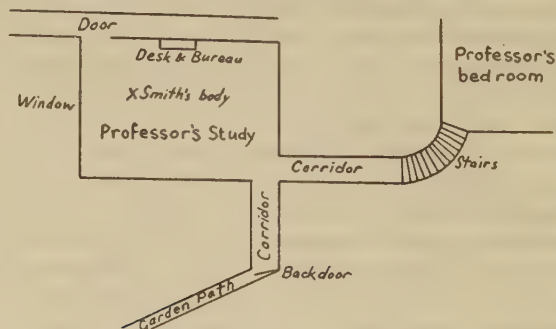 Door
Desk & Bureau
Window
X Smith's body
Professor's Study
Professor's
bed room
Corridor
Stairs
Corridor
Backdoor
Garden Path